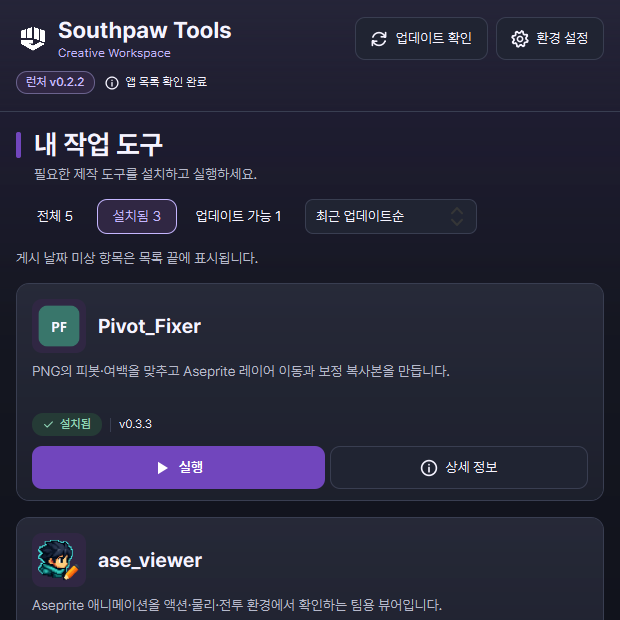 Southpaw Tools
Creative Workspace
업데이트 확인
환경 설정
런처 v0.2.2
앱 목록 확인 완료
내 작업 도구
필요한 제작 도구를 설치하고 실행하세요.
전체 5
설치됨 3
업데이트 가능 1
최근 업데이트순
게시 날짜 미상 항목은 목록 끝에 표시됩니다.
PF
Pivot_Fixer
PNG의 피봇·여백을 맞추고 Aseprite 레이어 이동과 보정 복사본을 만듭니다.
설치됨
v0.3.3
실행
상세 정보
ase_viewer
Aseprite 애니메이션을 액션·물리·전투 환경에서 확인하는 팀용 뷰어입니다.